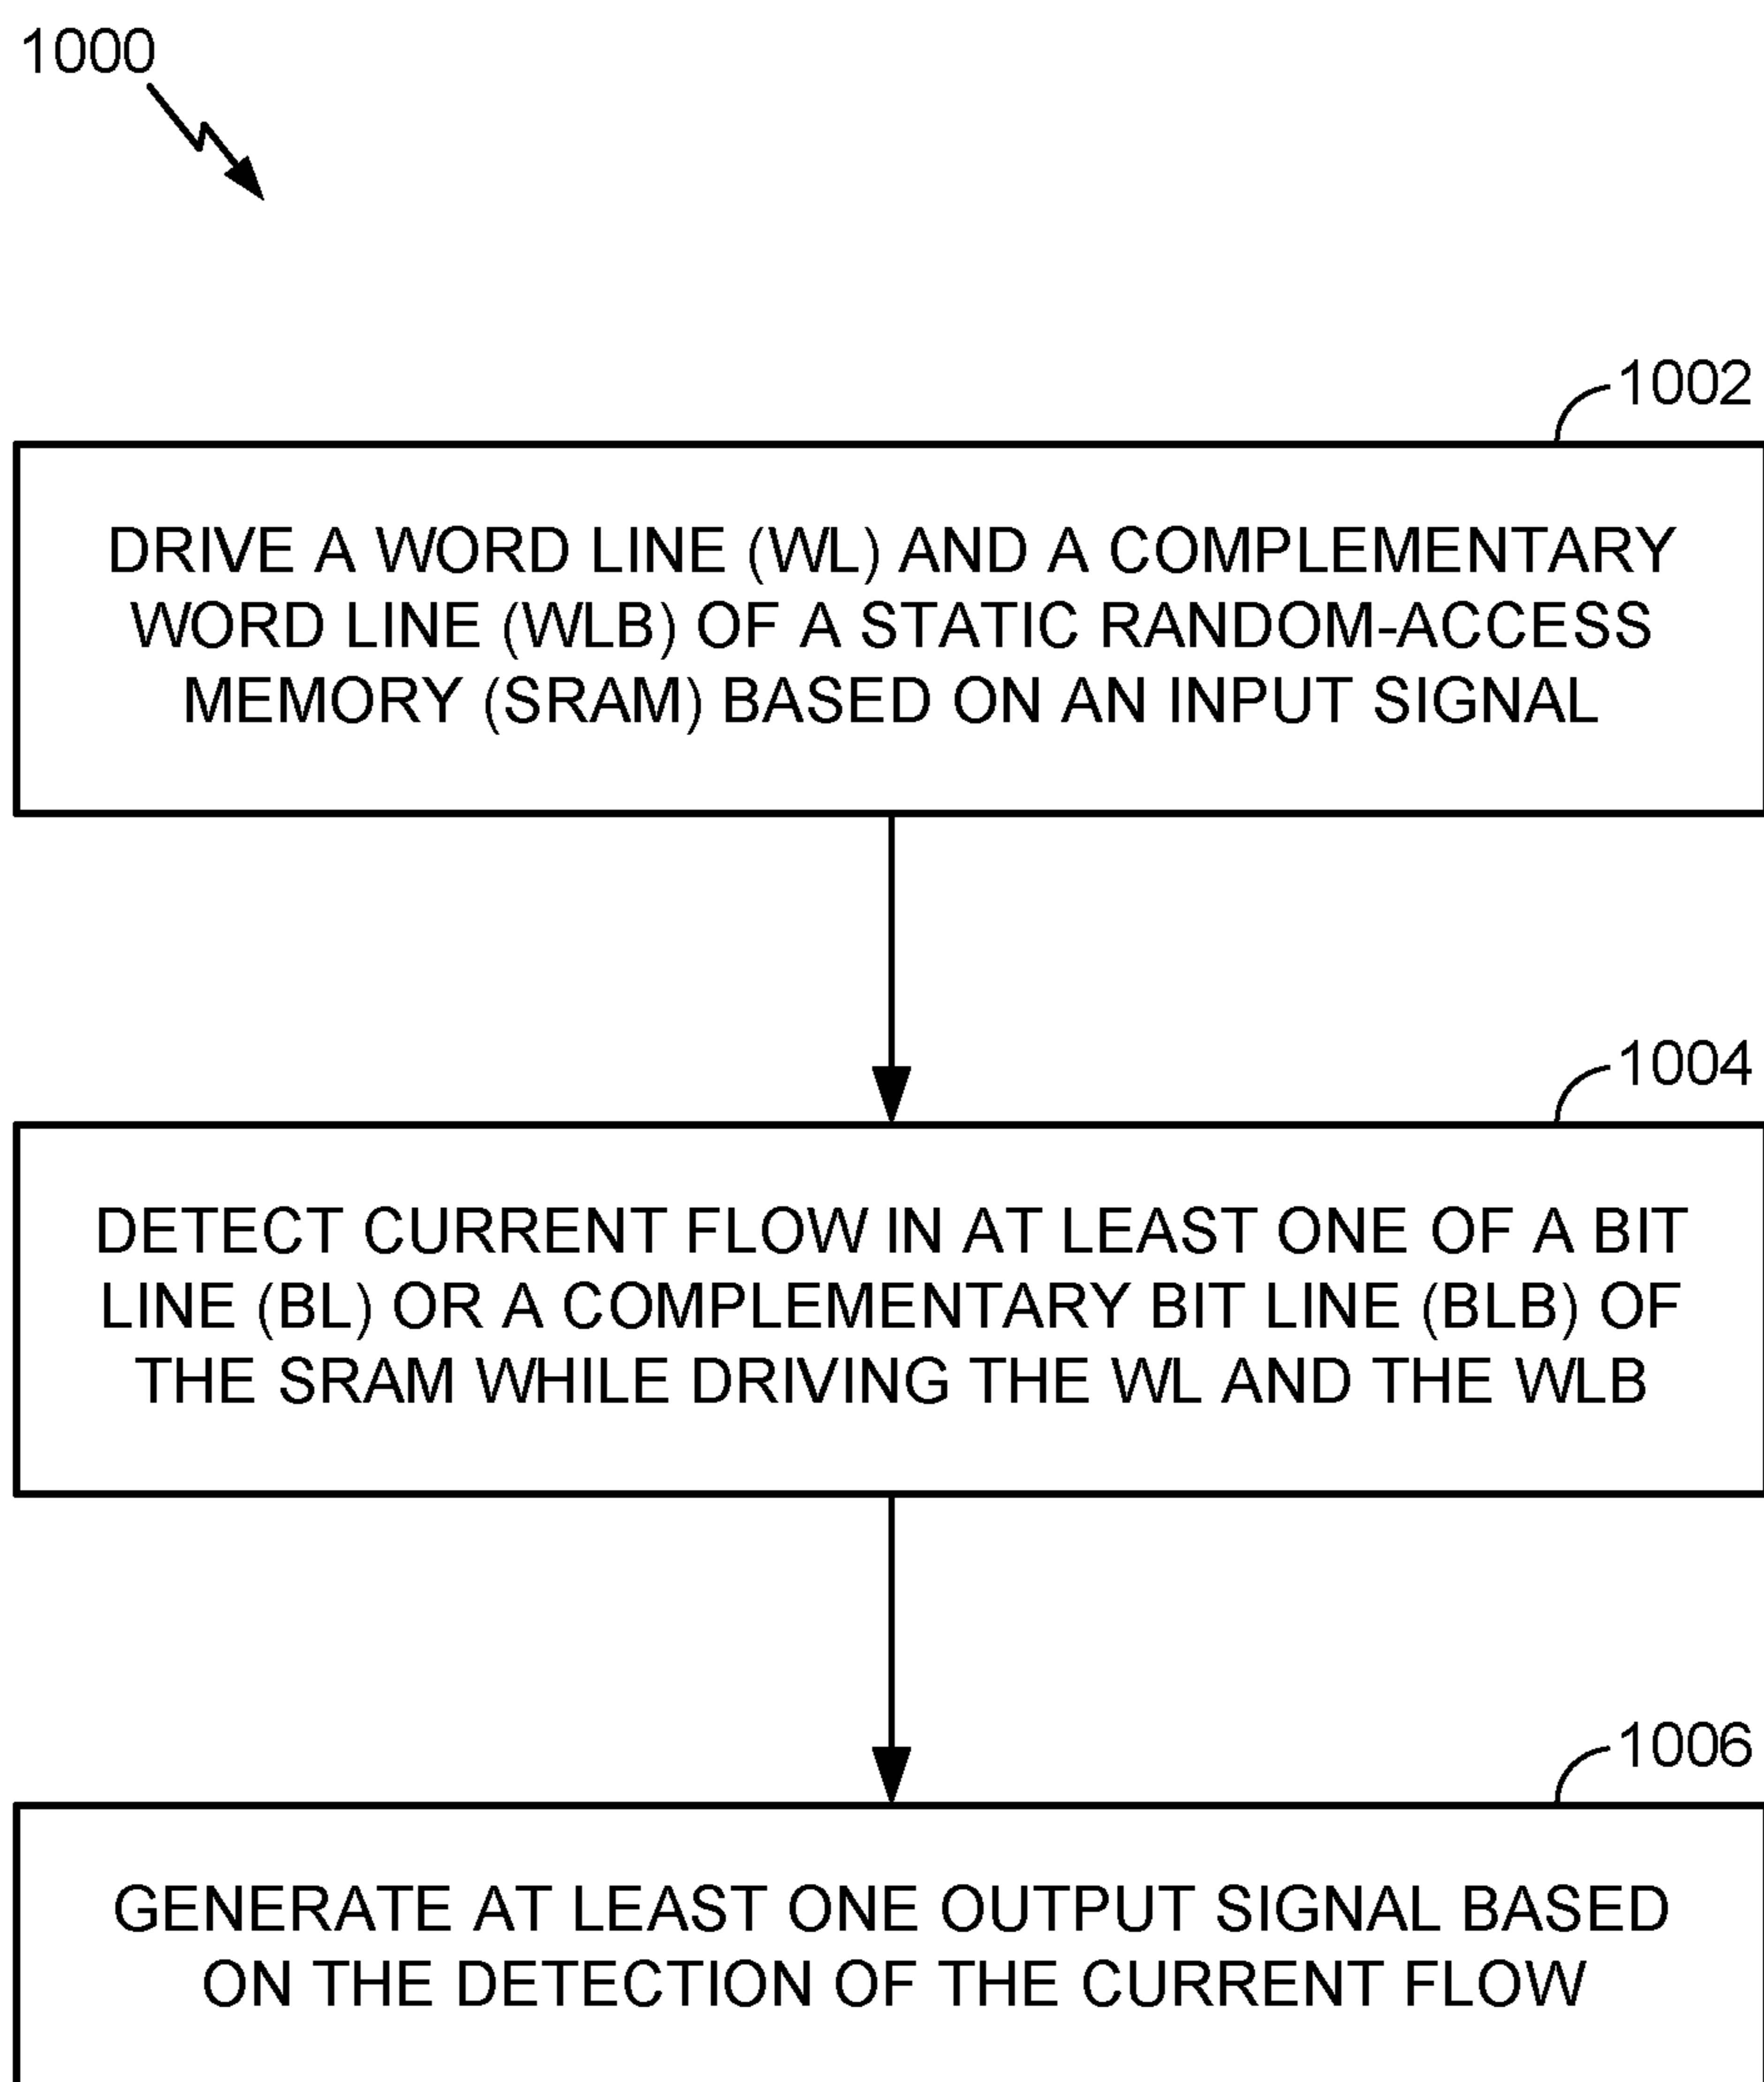 1000
1002
DRIVE A WORD LINE (WL) AND A COMPLEMENTARY
WORD LINE (WLB) OF A STATIC RANDOM-ACCESS
MEMORY (SRAM) BASED ON AN INPUT SIGNAL
1004
DETECT CURRENT FLOW IN AT LEAST ONE OF A BIT
LINE (BL) OR A COMPLEMENTARY BIT LINE (BLB) OF
THE SRAM WHILE DRIVING THE WL AND THE WLB
1006
GENERATE AT LEAST ONE OUTPUT SIGNAL BASED
ON THE DETECTION OF THE CURRENT FLOW